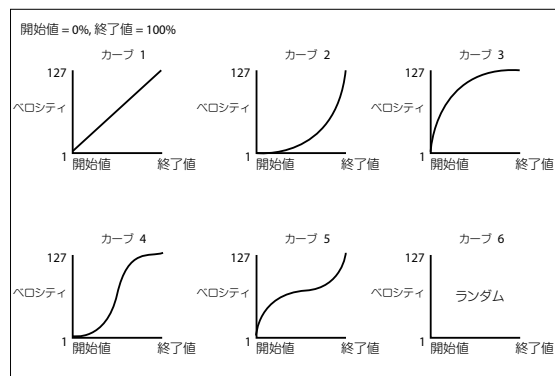 開始値 = 0%, 終了値 = 100%
カーブ 1
127
ベロシティ
1
開始値 終了値
カーブ 2
127
ベロシティ
1
開始値 終了値
カーブ 3
127
ベロシティ
1
開始値 終了値
カーブ 4
127
ベロシティ
1
開始値 終了値
カーブ 5
127
ベロシティ
1
開始値 終了値
カーブ 6
127
ベロシティ
ランダム
1
開始値 終了値